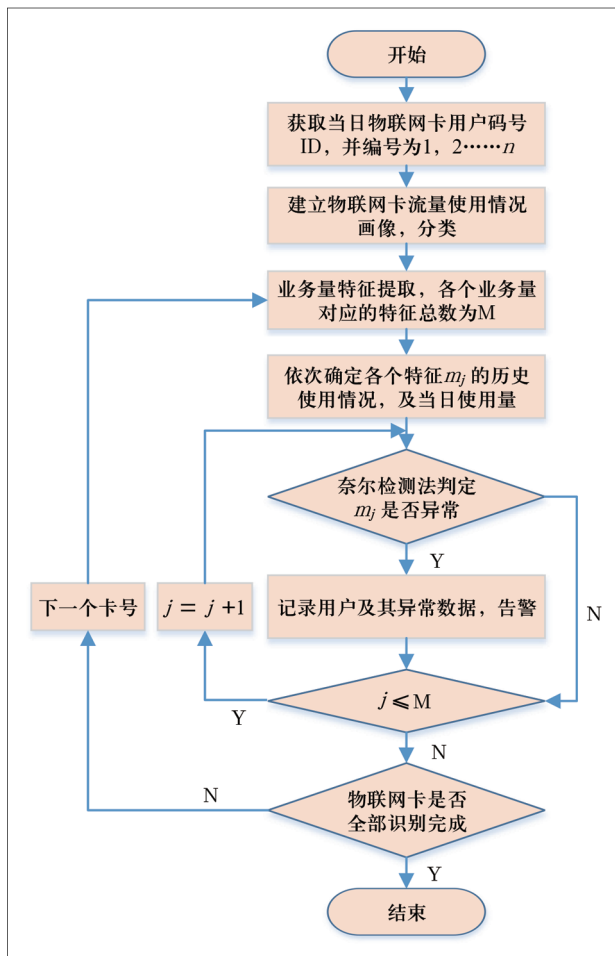 开始
获取当日物联网卡用户码号
ID，并编号为1，2……n
建立物联网卡流量使用情况
画像，分类
业务量特征提取，各个业务量
对应的特征总数为M
依次确定各个特征mj 的历史
使用情况，及当日使用量
奈尔检测法判定
mj 是否异常
Y
N
下一个卡号
j = j +1
记录用户及其异常数据，告警
j ≤ M
Y
N
N
物联网卡是否
全部识别完成
Y
结束